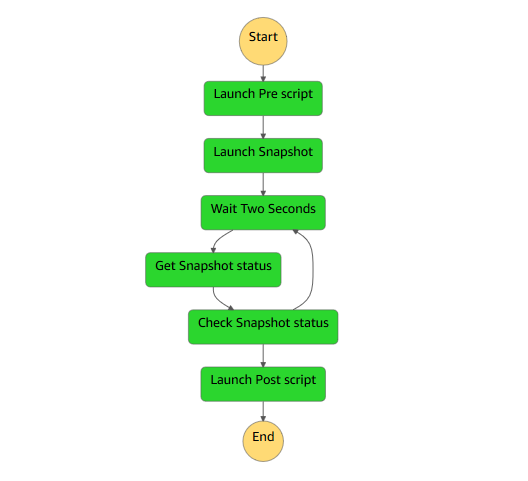 Start
Launch Pre script
Launch Snapshot
Wait Two Seconds
Get Snapshot status
Check Snapshot status
Launch Post script
End